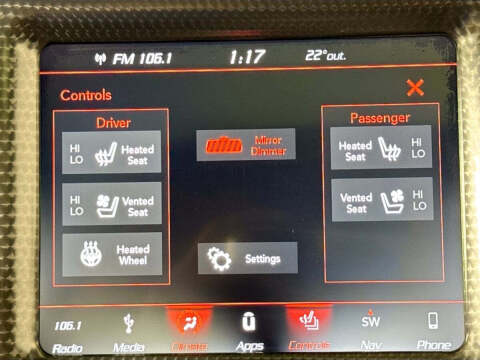 FM 106.1 1:17 22°out.
Controls
Driver
HI
LO
Heated
Seat
HI
LO
Vented
Seat
Heated
Wheel
Mirror
Dimmer
Settings
Passenger
Heated
Seat
HI
LO
Vented
Seat
HI
LO
106.1 SW
Radio Media Climate Apps Controls Nav Phone